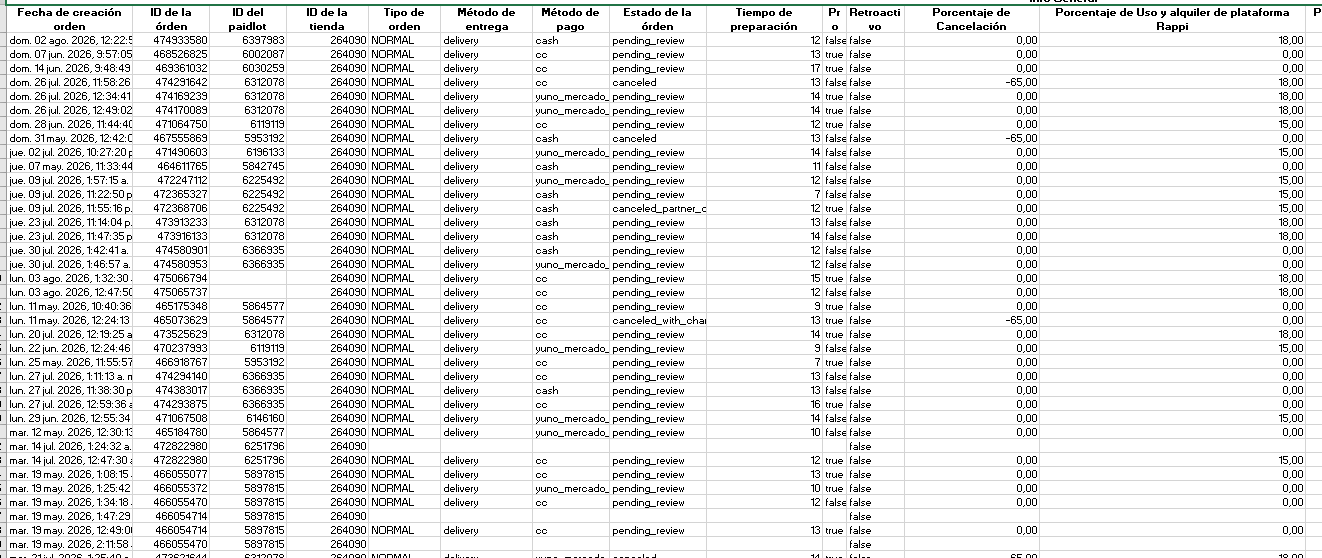 Info General
Fecha de creación orden ID de la órden ID del paidlot ID de la tienda Tipo de orden Método de entrega Método de pago Estado de la órden Tiempo de preparación Pr o Retroacti vo Porcentaje de Cancelación Porcentaje de Uso y alquiler de plataforma Rappi P
dom. 02 ago. 2026, 12:22:5 474933580 6397983 264090 NORMAL delivery cash pending_review 12 false false 0,00 18,00
dom. 07 jun. 2026, 9:57:05 468526825 6002087 264090 NORMAL delivery cc pending_review 13 true false 0,00 0,00
dom. 14 jun. 2026, 9:48:49 469361032 6030259 264090 NORMAL delivery cc pending_review 17 true false 0,00 0,00
dom. 26 jul. 2026, 11:58:26 474291642 6312078 264090 NORMAL delivery cc canceled 13 false false -65,00 18,00
dom. 26 jul. 2026, 12:34:41 474169239 6312078 264090 NORMAL delivery yuno_mercado_ pending_review 14 true false 0,00 18,00
dom. 26 jul. 2026, 12:49:02 474170089 6312078 264090 NORMAL delivery yuno_mercado_ pending_review 14 true false 0,00 18,00
dom. 28 jun. 2026, 11:44:40 471064750 6119119 264090 NORMAL delivery cc pending_review 12 true false 0,00 15,00
dom. 31 may. 2026, 12:42:0 467555869 5953192 264090 NORMAL delivery cash canceled 13 false false -65,00 0,00
jue. 02 jul. 2026, 10:27:20 p 471490603 6196133 264090 NORMAL delivery yuno_mercado_ pending_review 14 false false 0,00 15,00
jue. 07 may. 2026, 11:33:44 464611765 5842745 264090 NORMAL delivery cash pending_review 11 false false 0,00 0,00
jue. 09 jul. 2026, 1:57:15 a. 472247112 6225492 264090 NORMAL delivery yuno_mercado_ pending_review 12 false false 0,00 15,00
jue. 09 jul. 2026, 11:22:50 p 472365327 6225492 264090 NORMAL delivery cash pending_review 7 false false 0,00 15,00
jue. 09 jul. 2026, 11:55:16 p. 472368706 6225492 264090 NORMAL delivery cash canceled_partner_c 12 true false 0,00 15,00
jue. 23 jul. 2026, 11:14:04 p. 473913233 6312078 264090 NORMAL delivery cash pending_review 13 false false 0,00 18,00
jue. 23 jul. 2026, 11:47:35 p 473916133 6312078 264090 NORMAL delivery cash pending_review 14 true false 0,00 18,00
jue. 30 jul. 2026, 1:42:41 a. 474580901 6366935 264090 NORMAL delivery cash pending_review 12 false false 0,00 0,00
jue. 30 jul. 2026, 1:46:57 a. 474580953 6366935 264090 NORMAL delivery yuno_mercado_ pending_review 12 true false 0,00 0,00
lun. 03 ago. 2026, 1:32:30 475066794 264090 NORMAL delivery cc pending_review 15 true false 0,00 18,00
lun. 03 ago. 2026, 12:47:50 475065737 264090 NORMAL delivery cc pending_review 12 false false 0,00 18,00
lun. 11 may. 2026, 10:40:36 465175348 5864577 264090 NORMAL delivery cc pending_review 9 true false 0,00 0,00
lun. 11 may. 2026, 12:24:13 465073629 5864577 264090 NORMAL delivery cc canceled_with_char 13 true false -65,00 0,00
lun. 20 jul. 2026, 12:19:25 a 473525629 6312078 264090 NORMAL delivery cc pending_review 14 true false 0,00 18,00
lun. 22 jun. 2026, 12:24:46 470237993 6119119 264090 NORMAL delivery yuno_mercado_ pending_review 9 false false 0,00 15,00
lun. 25 may. 2026, 11:55:57 466918767 5953192 264090 NORMAL delivery cc pending_review 7 true false 0,00 0,00
lun. 27 jul. 2026, 1:11:13 a. m 474294140 6366935 264090 NORMAL delivery cc pending_review 13 false false 0,00 0,00
lun. 27 jul. 2026, 11:38:30 p 474383017 6366935 264090 NORMAL delivery cash pending_review 13 false false 0,00 0,00
lun. 27 jul. 2026, 12:59:36 a 474293875 6366935 264090 NORMAL delivery cc pending_review 16 true false 0,00 0,00
lun. 29 jun. 2026, 12:55:34 471067508 6146160 264090 NORMAL delivery yuno_mercado_ pending_review 14 true false 0,00 15,00
mar. 12 may. 2026, 12:30:13 465184780 5864577 264090 NORMAL delivery yuno_mercado_ pending_review 10 false false 0,00 0,00
mar. 14 jul. 2026, 1:24:32 a. 472822980 6251796 264090 false
mar. 14 jul. 2026, 12:47:30 a 472822980 6251796 264090 NORMAL delivery cc pending_review 12 true false 0,00 15,00
mar. 19 may. 2026, 1:08:15 466055077 5897815 264090 NORMAL delivery cc pending_review 13 true false 0,00 0,00
mar. 19 may. 2026, 1:25:42 466055372 5897815 264090 NORMAL delivery yuno_mercado_ pending_review 10 true false 0,00 0,00
mar. 19 may. 2026, 1:34:18 466055470 5897815 264090 NORMAL delivery cc pending_review 12 false false 0,00 0,00
mar. 19 may. 2026, 1:47:29 466054714 5897815 264090 false
mar. 19 may. 2026, 12:49:00 466054714 5897815 264090 NORMAL delivery cc pending_review 13 true false 0,00 0,00
mar. 19 may. 2026, 2:11:58 466055470 5897815 264090 false